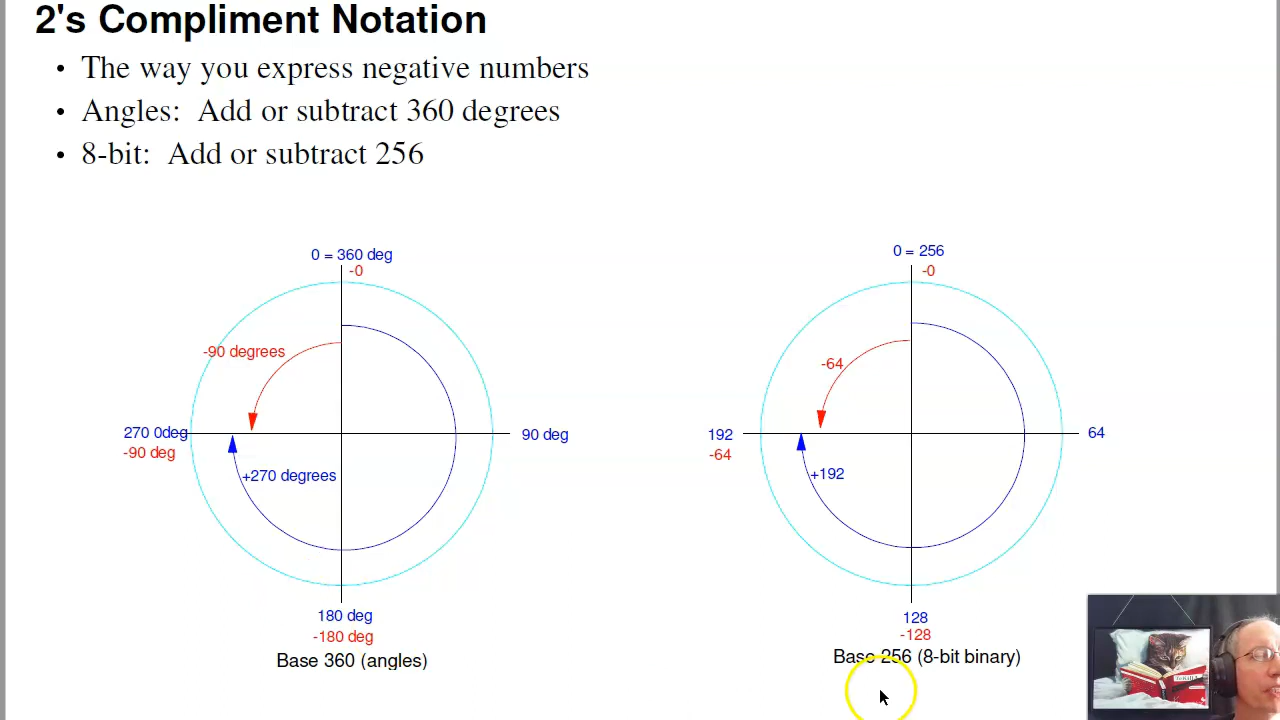 2's Compliment Notation
• The way you express negative numbers
• Angles: Add or subtract 360 degrees
• 8-bit: Add or subtract 256
0 = 360 deg
-0
-90 degrees
270 0deg
-90 deg
+270 degrees
90 deg
180 deg
-180 deg
Base 360 (angles)
0 = 256
-0
-64
192
-64
+192
64
128
-128
Base 256 (8-bit binary)